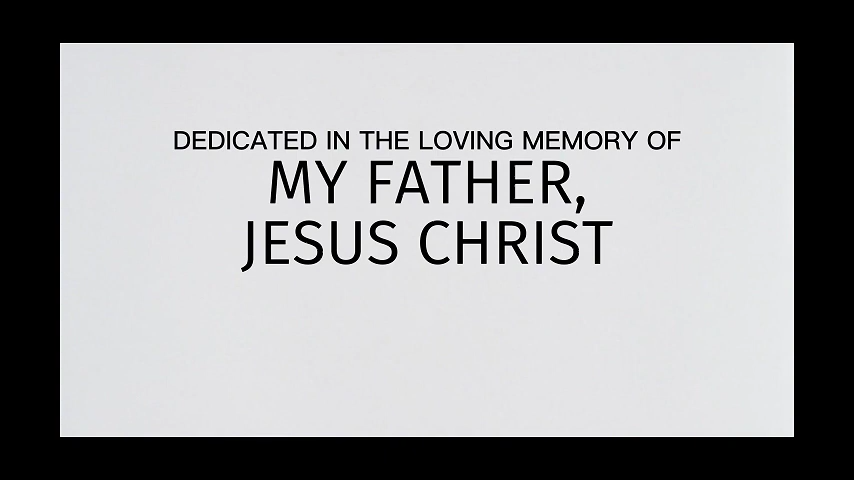 DEDICATED IN THE LOVING MEMORY OF
MY FATHER,
JESUS CHRIST